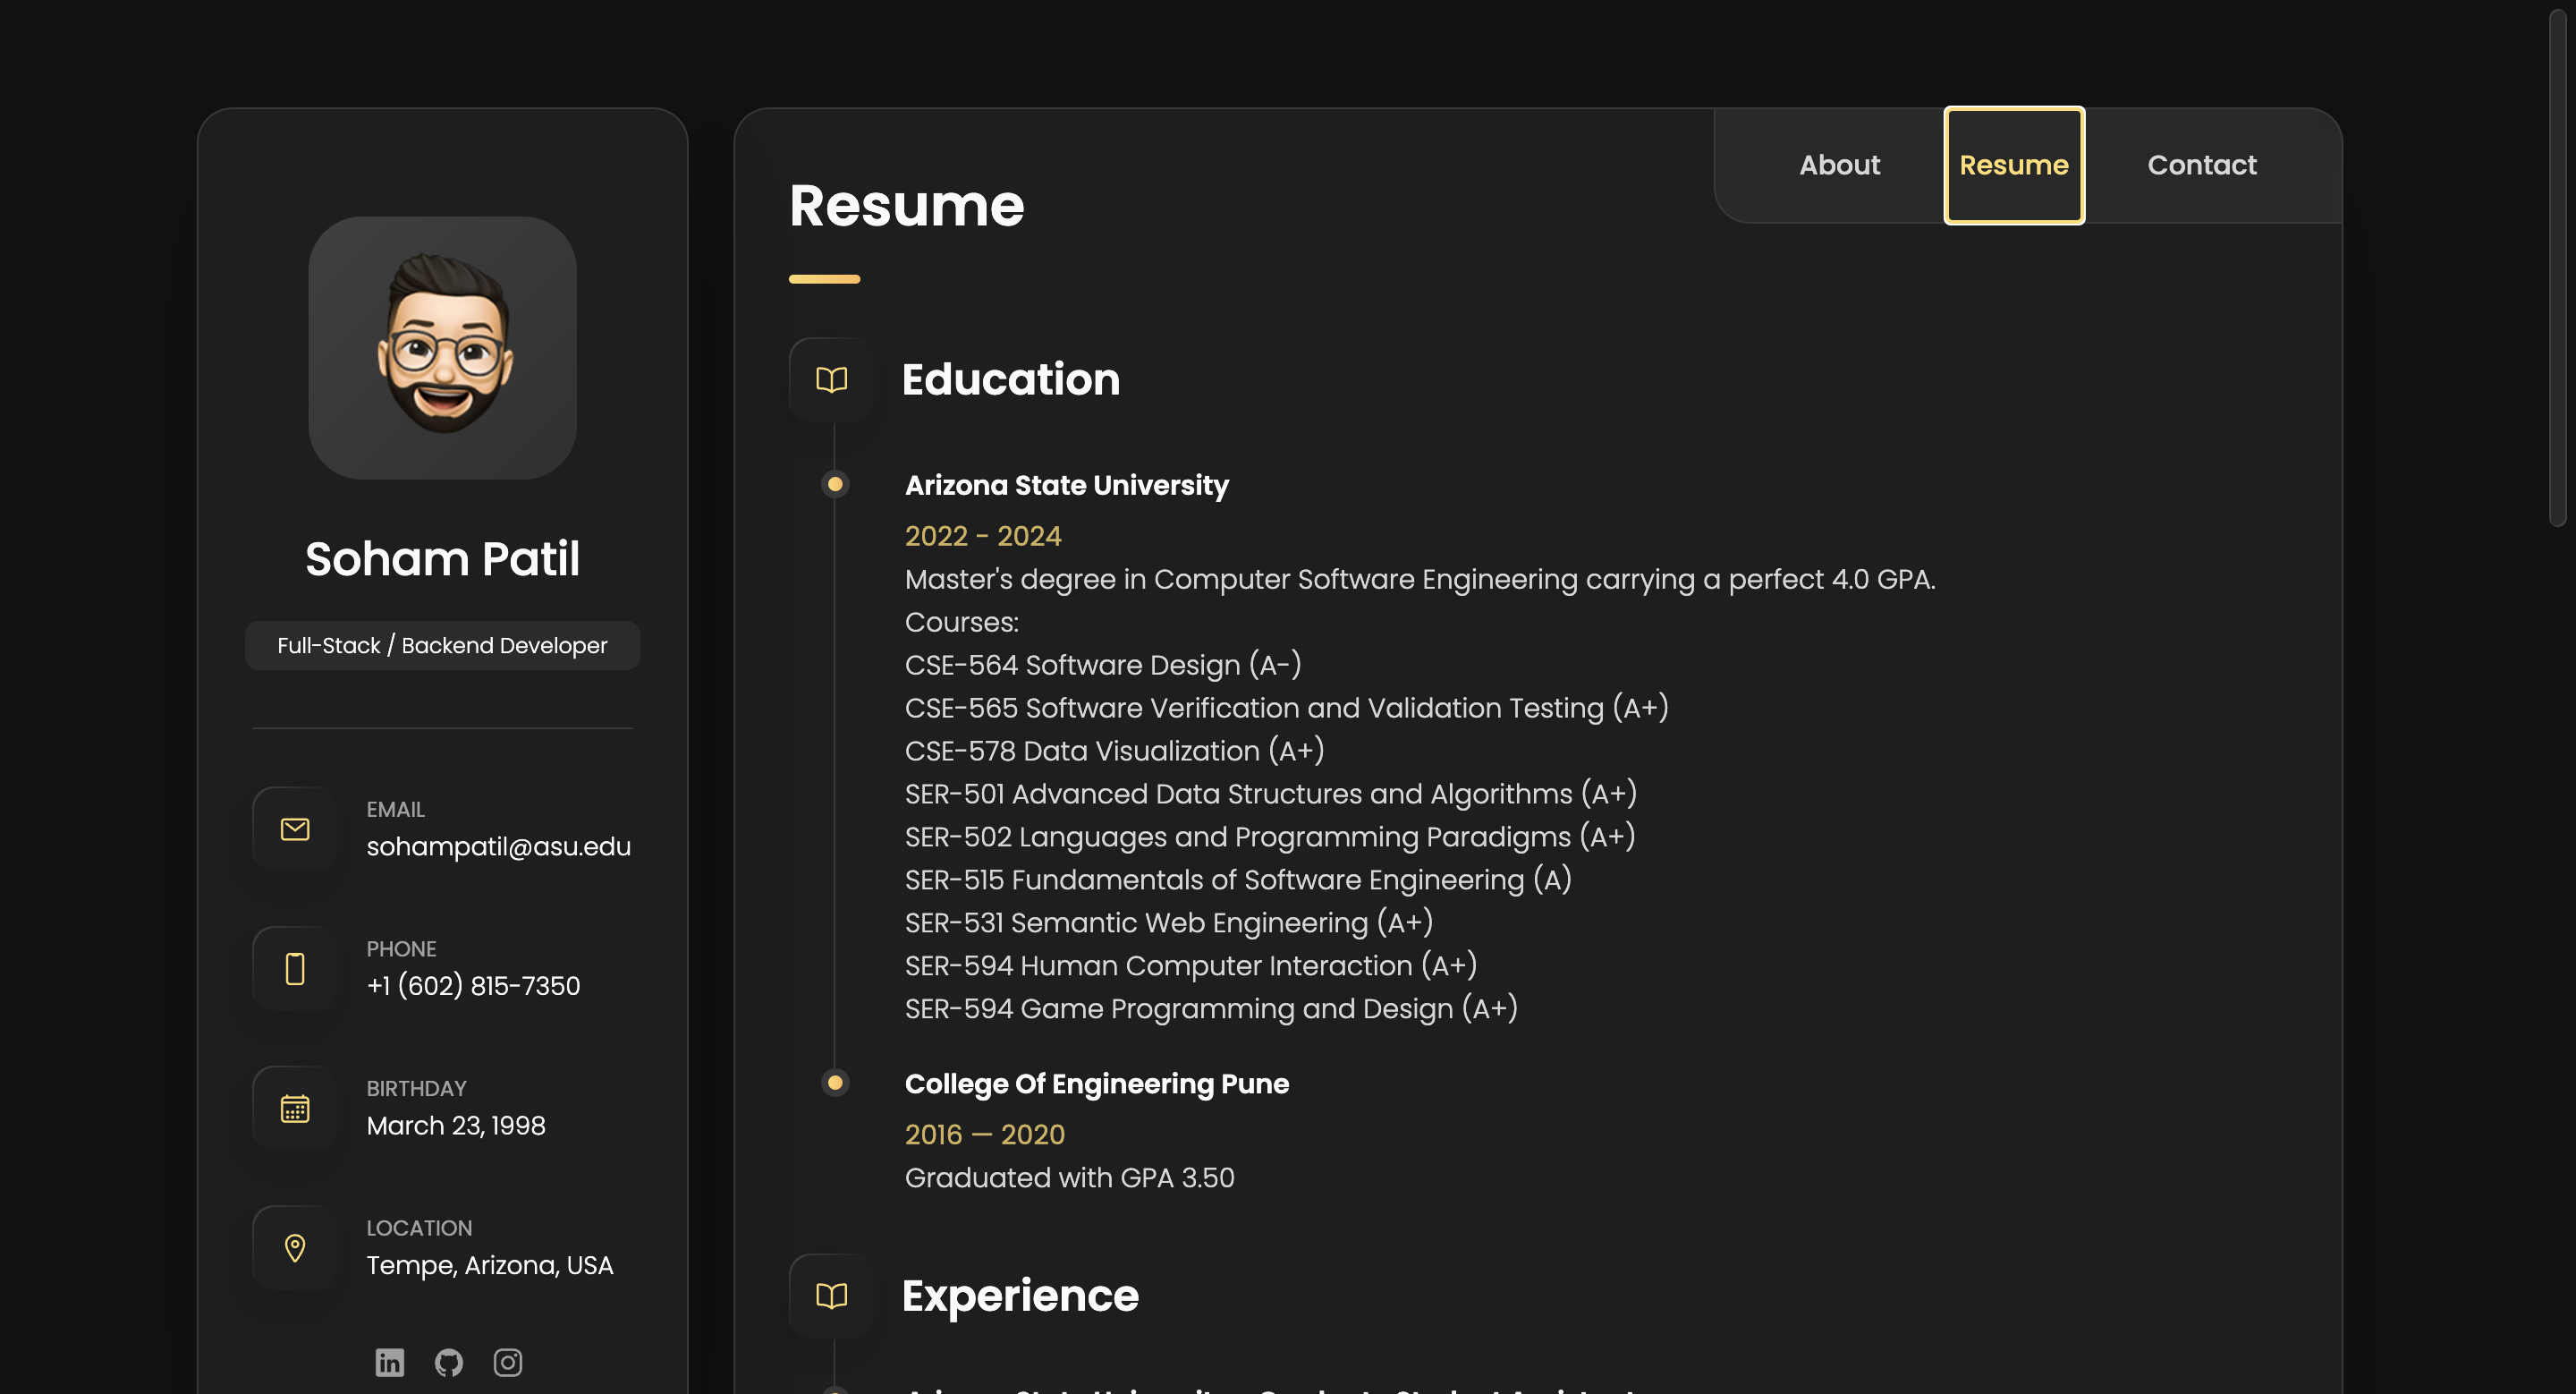 Soham Patil
Full-Stack / Backend Developer
EMAIL
sohampatil@asu.edu
PHONE
+1 (602) 815-7350
BIRTHDAY
March 23, 1998
LOCATION
Tempe, Arizona, USA
About
Resume
Contact
Resume
Education
Arizona State University
2022 - 2024
Master's degree in Computer Software Engineering carrying a perfect 4.0 GPA.
Courses:
CSE-564 Software Design (A-)
CSE-565 Software Verification and Validation Testing (A+)
CSE-578 Data Visualization (A+)
SER-501 Advanced Data Structures and Algorithms (A+)
SER-502 Languages and Programming Paradigms (A+)
SER-515 Fundamentals of Software Engineering (A)
SER-531 Semantic Web Engineering (A+)
SER-594 Human Computer Interaction (A+)
SER-594 Game Programming and Design (A+)
College Of Engineering Pune
2016 — 2020
Graduated with GPA 3.50
Experience